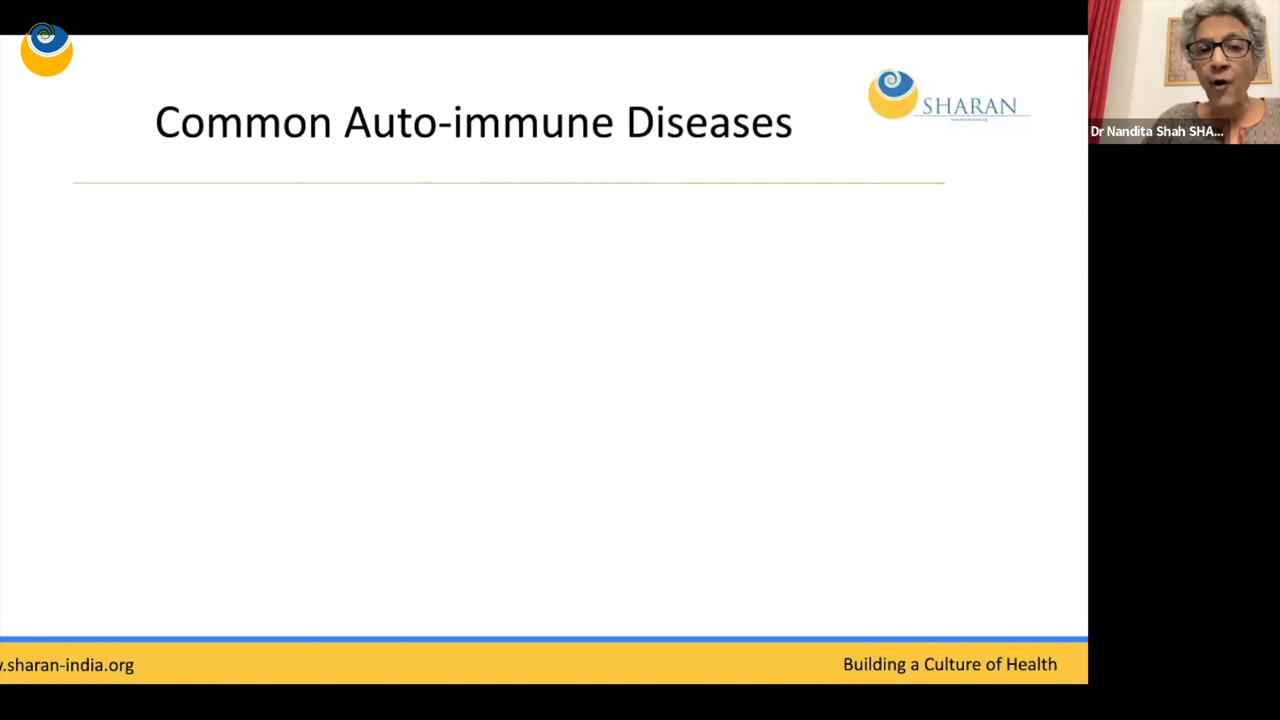 Common Auto-immune Diseases
SHARAN
Dr Nandita Shah SHA...
.sharan-india.org
Building a Culture of Health